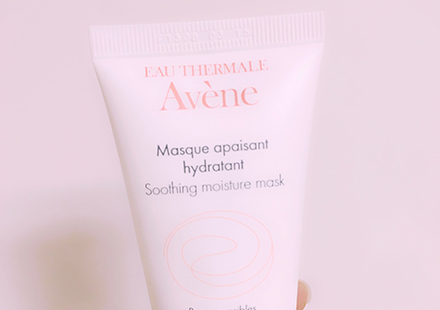 EAU THERMALE
Avène
Masque apaisant
hydratant
Soothing moisture mask